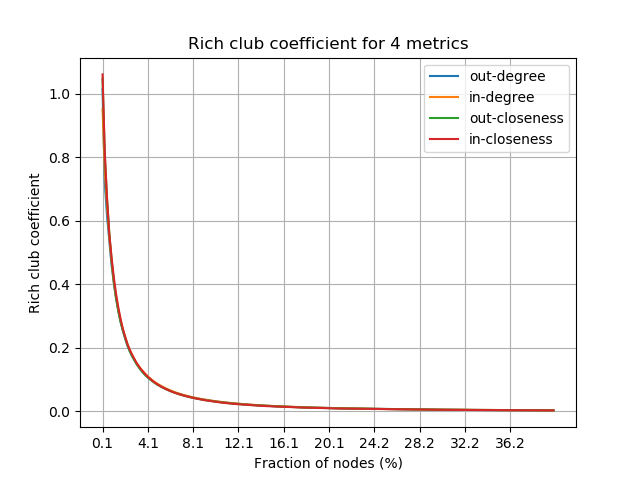 Rich club coefficient for 4 metrics
out-degree
in-degree
out-closeness
in-closeness
Rich club coefficient
1.0
0.8
0.6
0.4
0.2
0.0
0.1 4.1 8.1 12.1 16.1 20.1 24.2 28.2 32.2 36.2
Fraction of nodes (%)